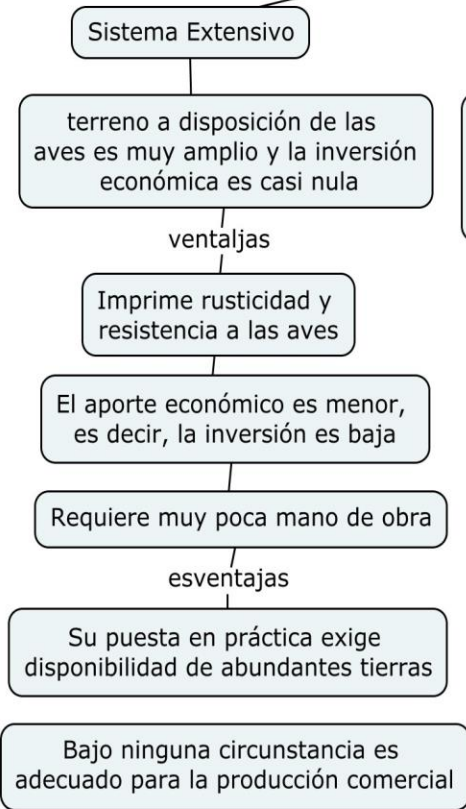 Sistema Extensivo
terreno a disposición de las
aves es muy amplio y la inversión
económica es casi nula
ventaljas
Imprime rusticidad y
resistencia a las aves
El aporte económico es menor,
es decir, la inversión es baja
Requiere muy poca mano de obra
esventajas
Su puesta en práctica exige
disponibilidad de abundantes tierras
Bajo ninguna circunstancia es
adecuado para la producción comercial